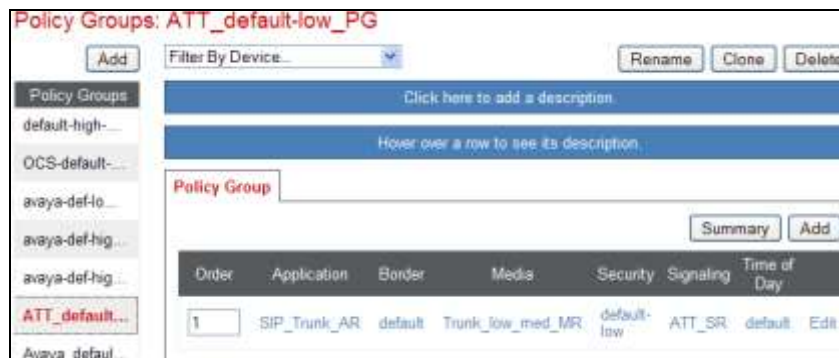 Policy Groups: ATT_default-low_PG
Add
Filter By Device...
Rename
Clone
Delete
Policy Groups
Click here to add a description.
default-high-...
Hover over a row to see its description.
OCS-default-...
Policy Group
avaya-def-lo...
Summary
Add
avaya-def-hig...
avaya-def-hig...
Order Application Border Media Security Signaling Time of Day
ATT_default...
1 SIP_Trunk_AR default Trunk_low_med_MR default-low ATT_SR default Edit
Avaya_defaul...